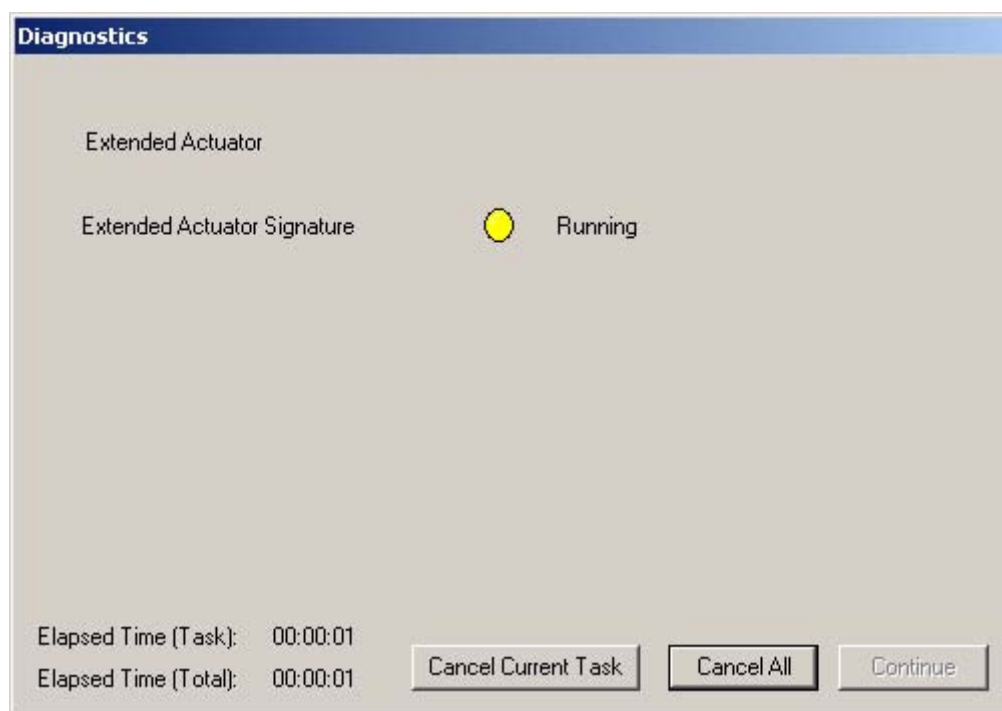 Diagnostics
Extended Actuator
Extended Actuator Signature Running
Elapsed Time (Task): 00:00:01
Elapsed Time (Total): 00:00:01
Cancel Current Task Cancel All Continue